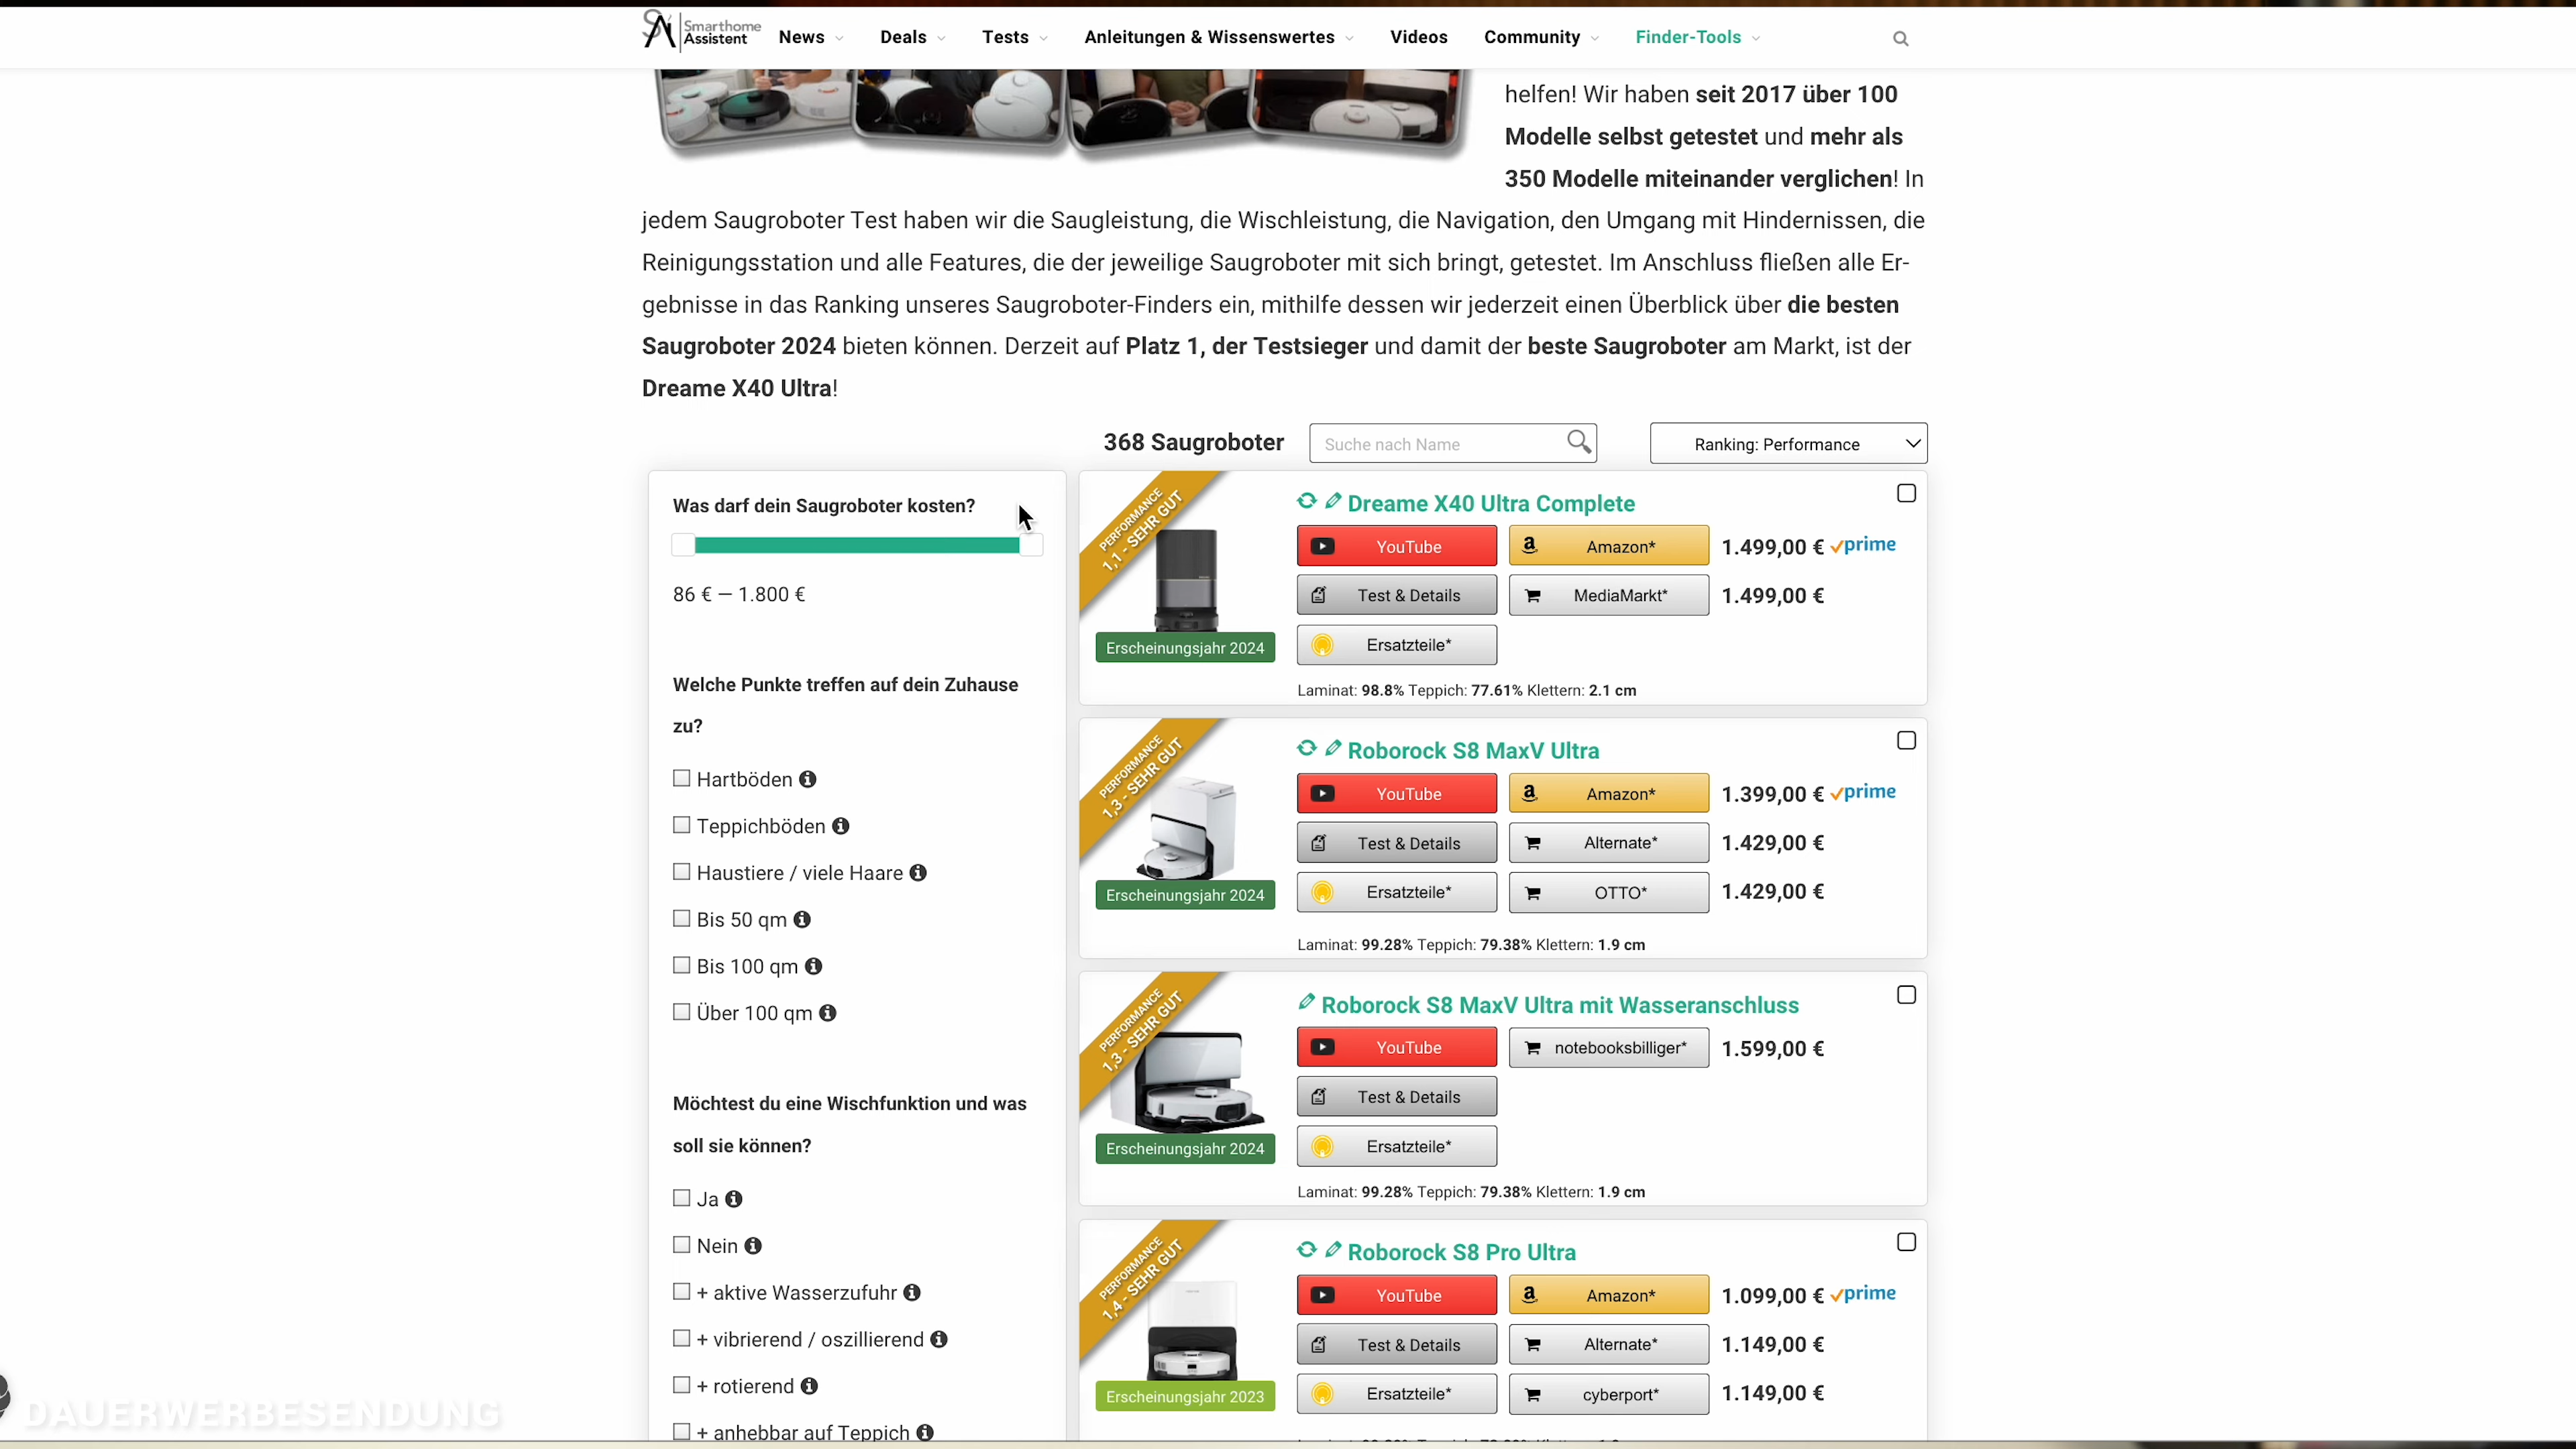 Smarthome
Assistent
News
Deals
Tests
Anleitungen & Wissenswertes
Videos
Community
Finder-Tools
helfen! Wir haben seit 2017 über 100
Modelle selbst getestet und mehr als
350 Modelle miteinander verglichen! In
jedem Saugroboter Test haben wir die Saugleistung, die Wischleistung, die Navigation, den Umgang mit Hindernissen, die
Reinigungsstation und alle Features, die der jeweilige Saugroboter mit sich bringt, getestet. Im Anschluss fließen alle Er-
gebnisse in das Ranking unseres Saugroboter-Finders ein, mithilfe dessen wir jederzeit einen Überblick über die besten
Saugroboter 2024 bieten können. Derzeit auf Platz 1, der Testsieger und damit der beste Saugroboter am Markt, ist der
Dreame X40 Ultra!
368 Saugroboter
Suche nach Name
Ranking: Performance
Was darf dein Saugroboter kosten?
86 € — 1.800 €
Welche Punkte treffen auf dein Zuhause
zu?
Hartböden
Teppichböden
Haustiere / viele Haare
Bis 50 qm
Bis 100 qm
Über 100 qm
Möchtest du eine Wischfunktion und was
soll sie können?
Ja
Nein
+ aktive Wasserzufuhr
+ vibrierend / oszillierend
+ rotierend
+ anhebbar auf Teppich
PERFORMANCE
1,1 - SEHR GUT
Erscheinungsjahr 2024
Dreame X40 Ultra Complete
YouTube
Amazon*
1.499,00 €
prime
Test & Details
MediaMarkt*
1.499,00 €
Ersatzteile*
Laminat: 98.8% Teppich: 77.61% Klettern: 2.1 cm
PERFORMANCE
1,3 - SEHR GUT
Erscheinungsjahr 2024
Roborock S8 MaxV Ultra
YouTube
Amazon*
1.399,00 €
prime
Test & Details
Alternate*
1.429,00 €
Ersatzteile*
OTTO*
1.429,00 €
Laminat: 99.28% Teppich: 79.38% Klettern: 1.9 cm
PERFORMANCE
1,3 - SEHR GUT
Erscheinungsjahr 2024
Roborock S8 MaxV Ultra mit Wasseranschluss
YouTube
notebooksbilliger*
1.599,00 €
Test & Details
Ersatzteile*
Laminat: 99.28% Teppich: 79.38% Klettern: 1.9 cm
PERFORMANCE
1,4 - SEHR GUT
Erscheinungsjahr 2023
Roborock S8 Pro Ultra
YouTube
Amazon*
1.099,00 €
prime
Test & Details
Alternate*
1.149,00 €
Ersatzteile*
cyberport*
1.149,00 €
DAUERWERBESENDUNG